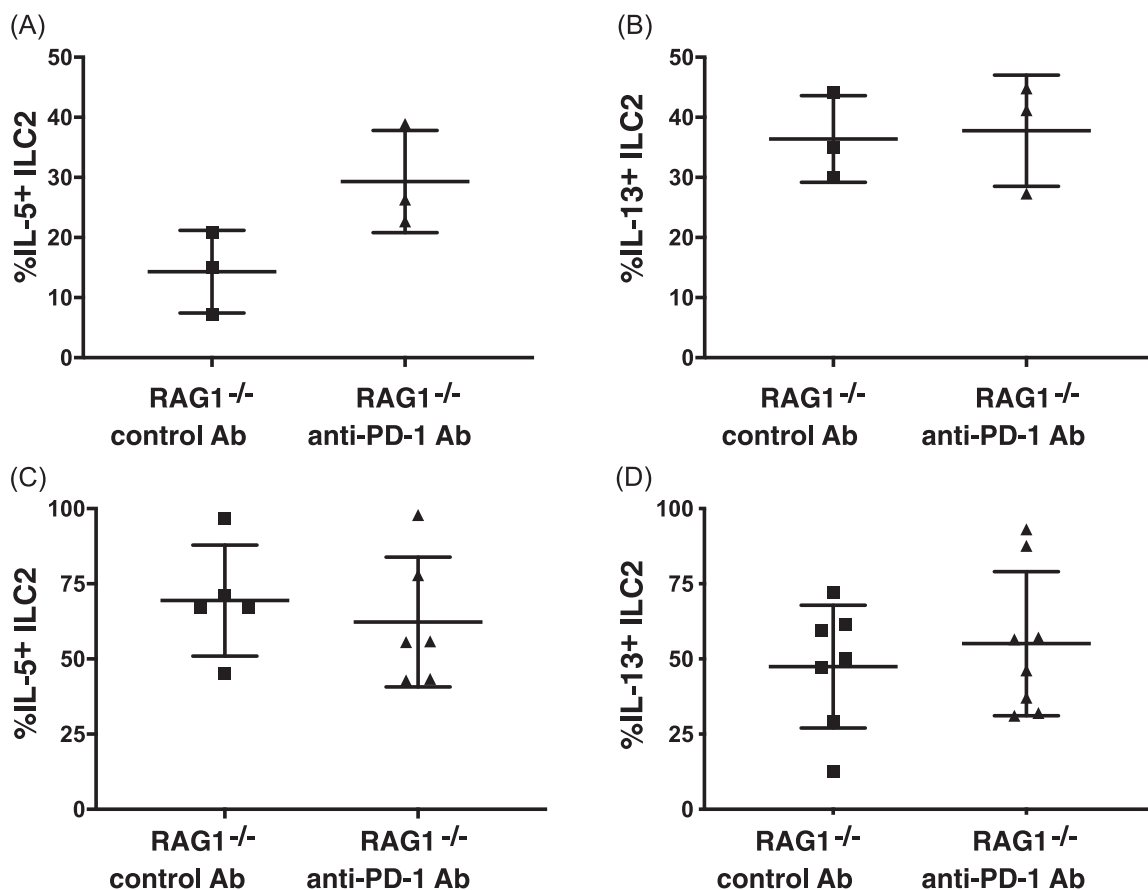 (A)
%IL-5+ ILC2
50
40
30
20
10
0
RAG1-/-
control Ab
RAG1-/-
anti-PD-1 Ab
(B)
%IL-13+ ILC2
50
40
30
20
10
0
RAG1-/-
control Ab
RAG1-/-
anti-PD-1 Ab
(C)
%IL-5+ ILC2
100
75
50
25
0
RAG1-/-
control Ab
RAG1-/-
anti-PD-1 Ab
(D)
%IL-13+ ILC2
100
75
50
25
0
RAG1-/-
control Ab
RAG1-/-
anti-PD-1 Ab